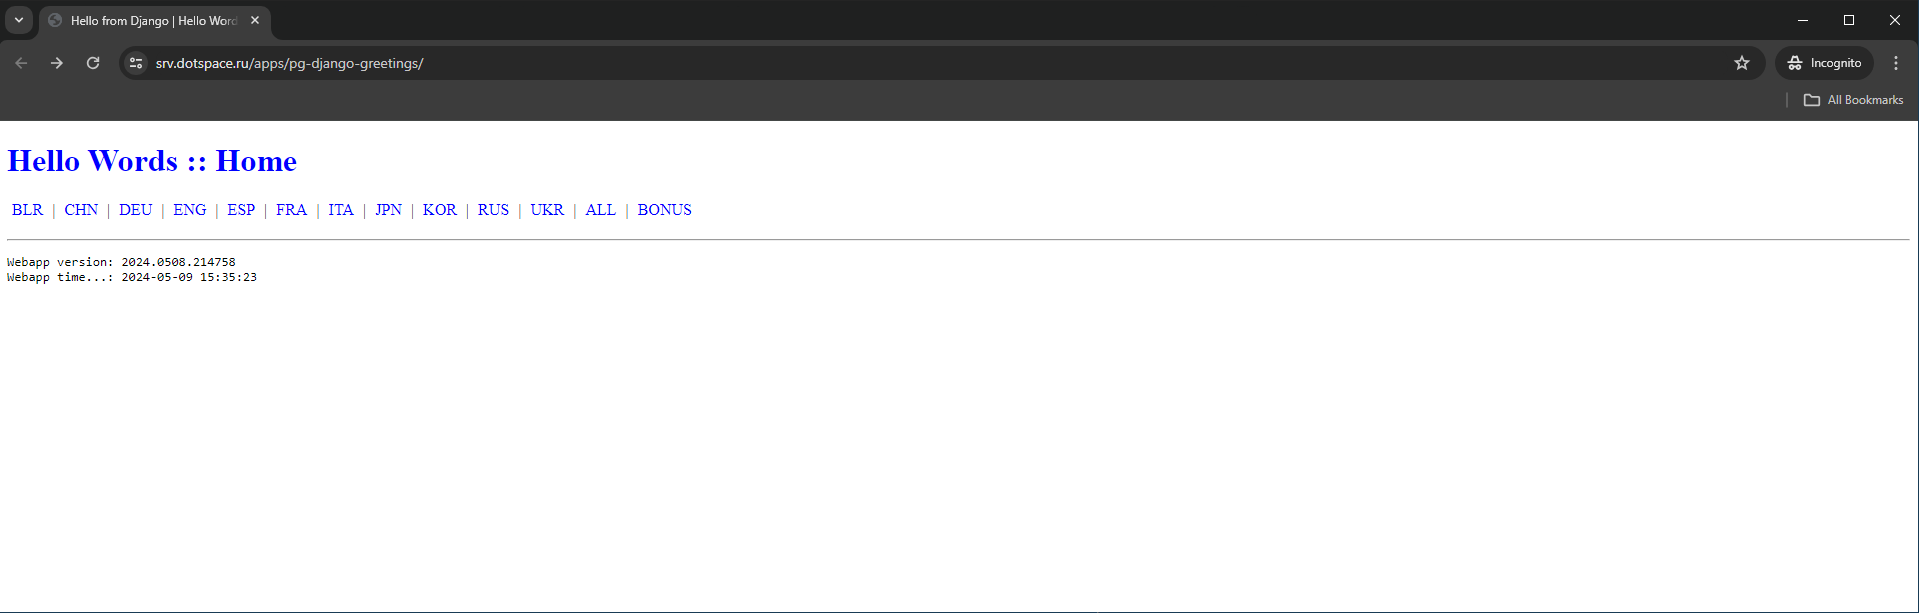 Hello from Django | Hello Word
srv.dotspace.ru/apps/pg-django-greetings/
Incognito
All Bookmarks
Hello Words :: Home
BLR | CHN | DEU | ENG | ESP | FRA | ITA | JPN | KOR | RUS | UKR | ALL | BONUS
Webapp version: 2024.0508.214758
Webapp time...: 2024-05-09 15:35:23